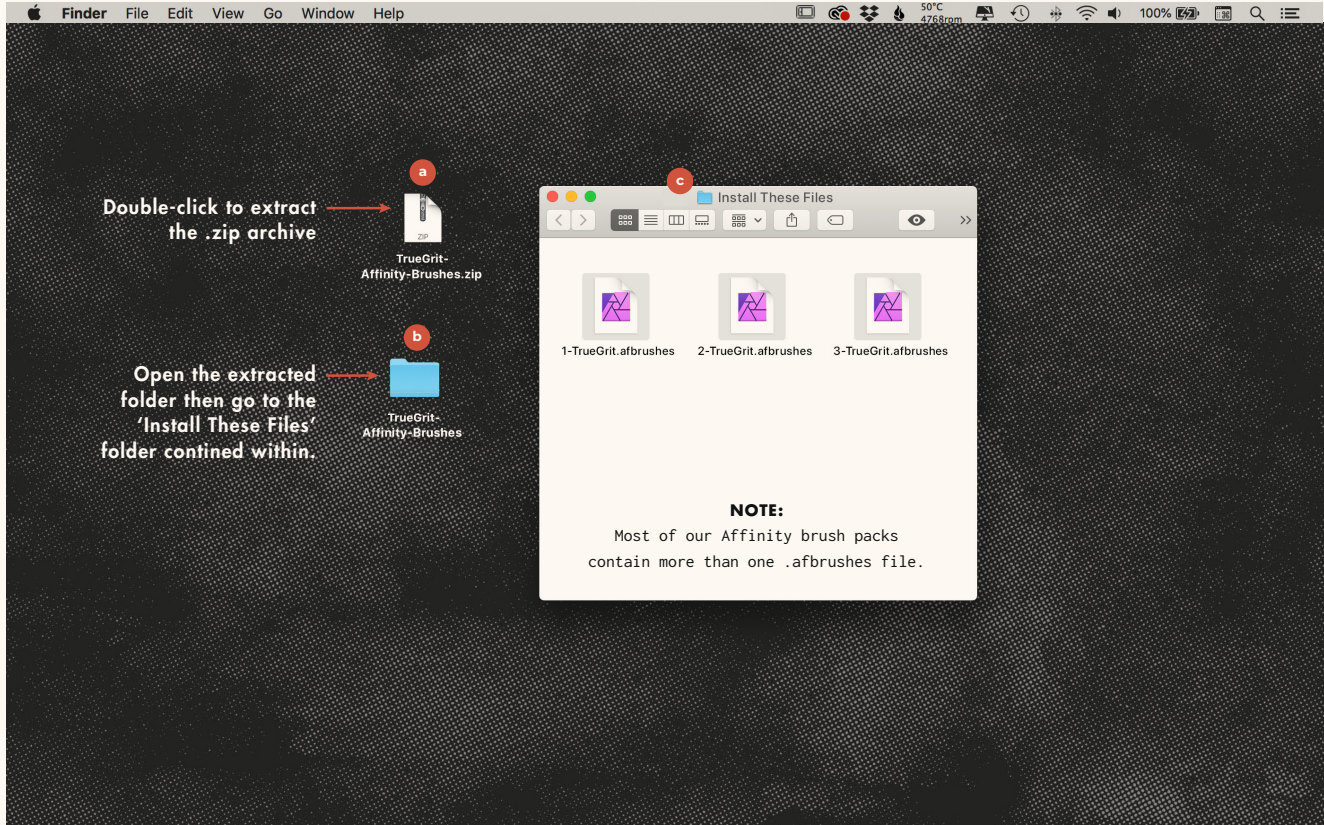 Finder File Edit View Go Window Help
50°C
4768rpm
100%
a
Double-click to extract
the .zip archive
ZIP
TrueGrit-
Affinity-Brushes.zip
b
Open the extracted
folder then go to the
‘Install These Files’
folder contined within.
TrueGrit-
Affinity-Brushes
c
Install These Files
1-TrueGrit.afbrushes 2-TrueGrit.afbrushes 3-TrueGrit.afbrushes
NOTE:
Most of our Affinity brush packs
contain more than one .afbrushes file.